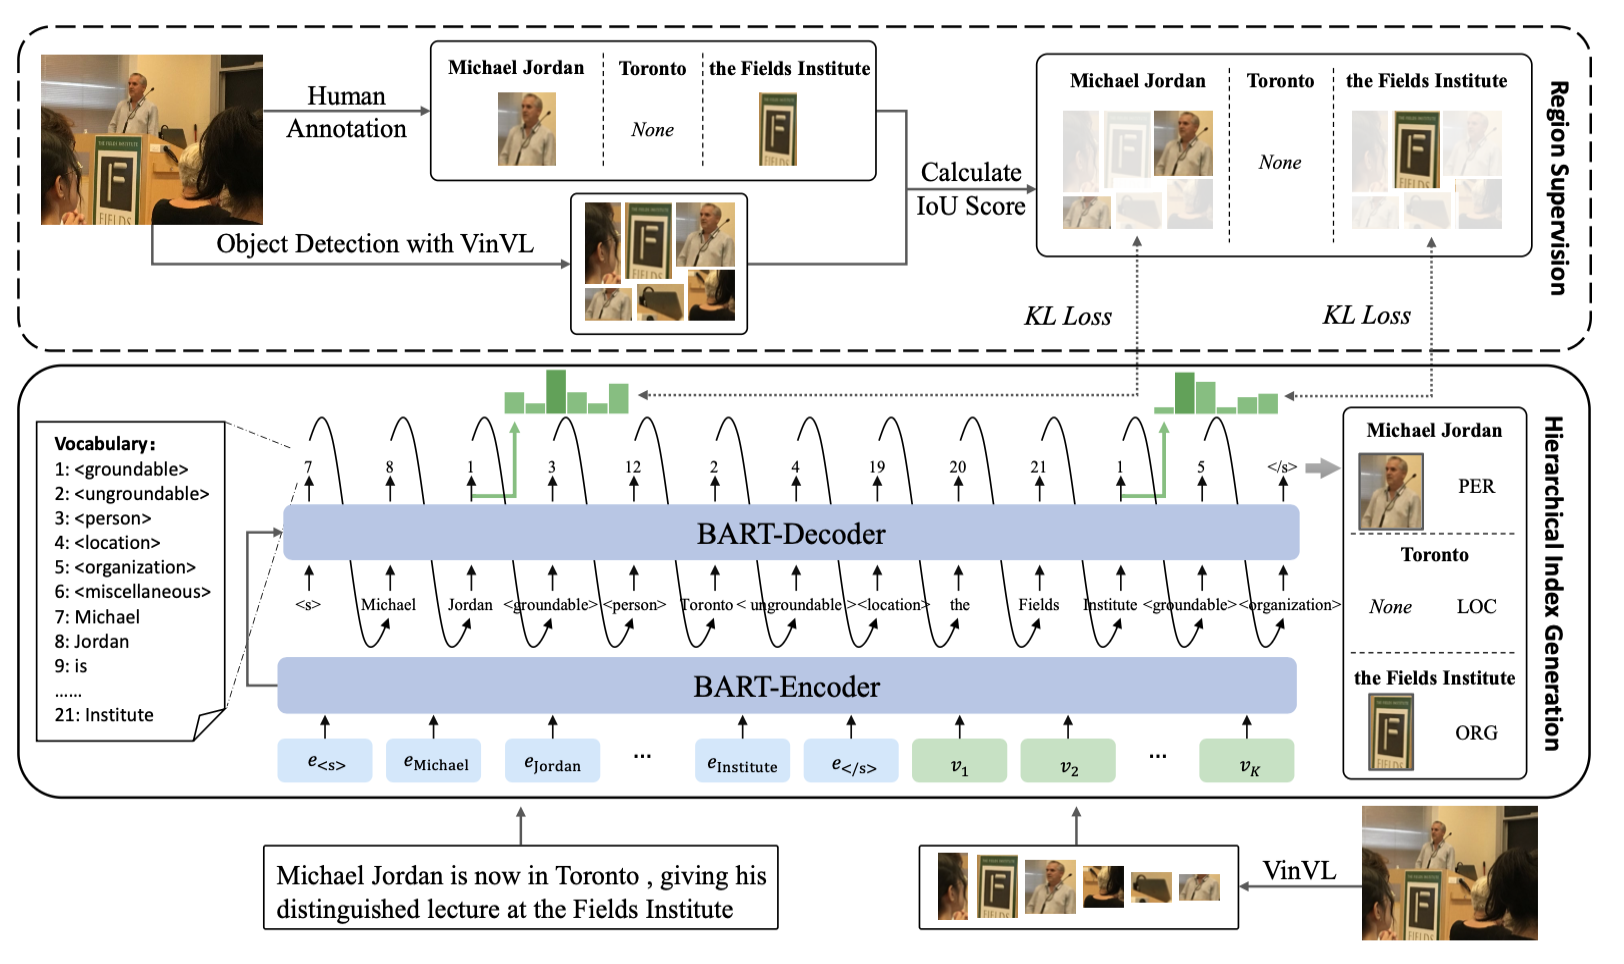 Michael Jordan
Toronto
the Fields Institute
None
Human
Annotation
Object Detection with VinVL
Calculate
IoU Score
Michael Jordan
Toronto
the Fields Institute
None
Region Supervision
KL Loss
KL Loss
Vocabulary:
1: <groundable>
2: <ungroundable>
3: <person>
4: <location>
5: <organization>
6: <miscellaneous>
7: Michael
8: Jordan
9: is
......
21: Institute
7 8 1 3 12 2 4 19 20 21 1 5 </s>
BART-Decoder
<s> Michael Jordan <groundable> <person> Toronto < ungroundable > <location> the Fields Institute <groundable> <organization>
BART-Encoder
e<s> eMichael eJordan ... eInstitute e</s> v1 v2 ... vK
Michael Jordan
PER
Toronto
None LOC
the Fields Institute
ORG
Hierarchical Index Generation
Michael Jordan is now in Toronto , giving his
distinguished lecture at the Fields Institute
VinVL